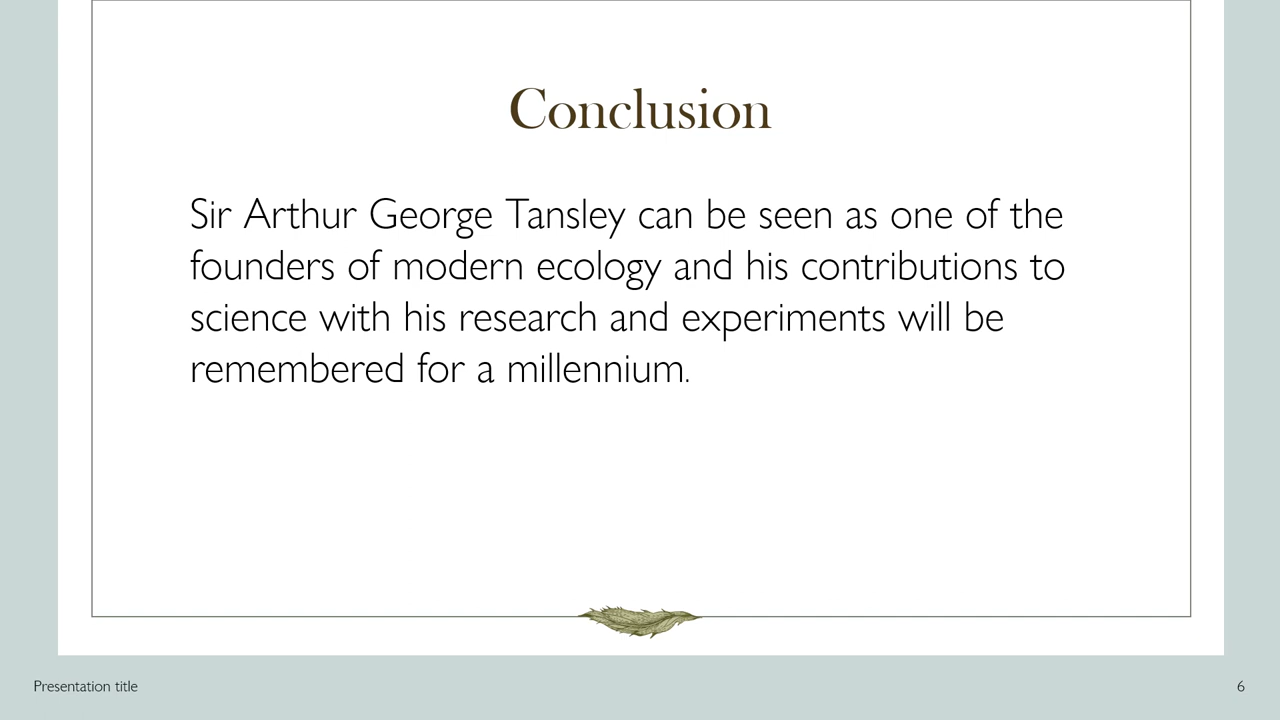 Conclusion
Sir Arthur George Tansley can be seen as one of the
founders of modern ecology and his contributions to
science with his research and experiments will be
remembered for a millennium.
Presentation title
6